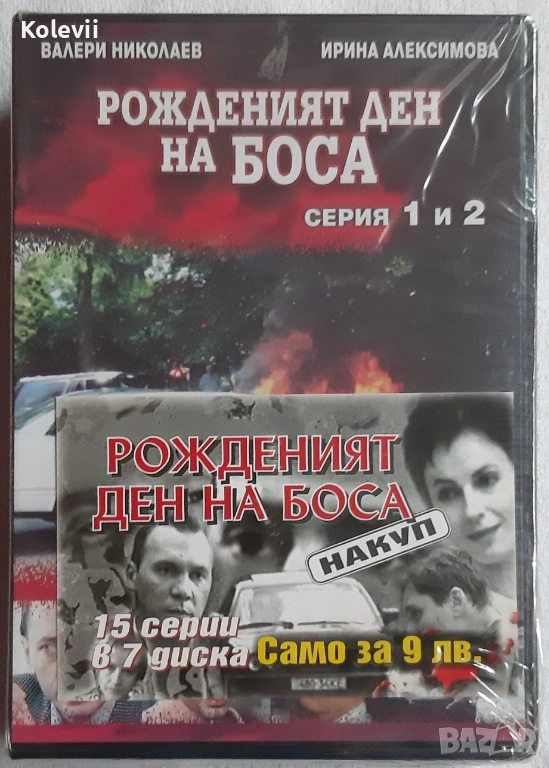 Kolevii
ВАЛЕРИ НИКОЛАЕВ ИРИНА АЛЕКСИМОВА
РОЖДЕНИЯТ ДЕН
НА БОСА
СЕРИЯ 1 И 2
РОЖДЕНИЯТ
ДЕН НА БОСА
НАКУП
15 серии
в 7 диска Само за 9 лв.
BAZAR